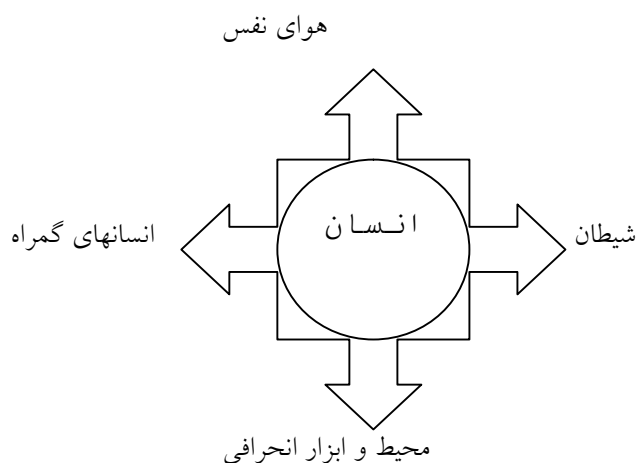 هوای نفس
انسان
شیطان
انسانهای گمراه
محیط و ابزار انحرافی